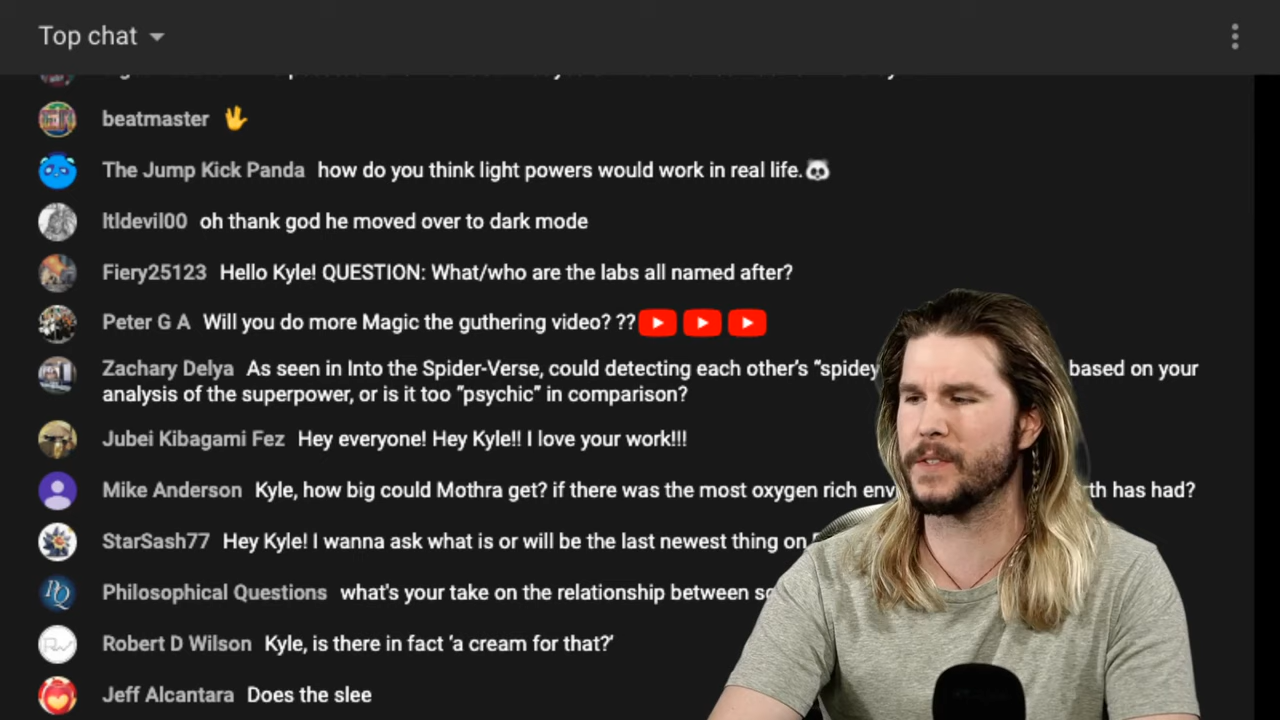 Top chat
beatmaster 🖖
The Jump Kick Panda how do you think light powers would work in real life.🐼
ltldevil00 oh thank god he moved over to dark mode
Fiery25123 Hello Kyle! QUESTION: What/who are the labs all named after?
Peter G A Will you do more Magic the guthering video? ??
Zachary Delya As seen in Into the Spider-Verse, could detecting each other's “spidey based on your
analysis of the superpower, or is it too “psychic” in comparison?
Jubei Kibagami Fez Hey everyone! Hey Kyle!! I love your work!!!
Mike Anderson Kyle, how big could Mothra get? if there was the most oxygen rich has had?
StarSash77 Hey Kyle! I wanna ask what is or will be the last newest thing on
Philosophical Questions what's your take on the relationship between
Robert D Wilson Kyle, is there in fact ‘a cream for that?’
Jeff Alcantara Does the slee